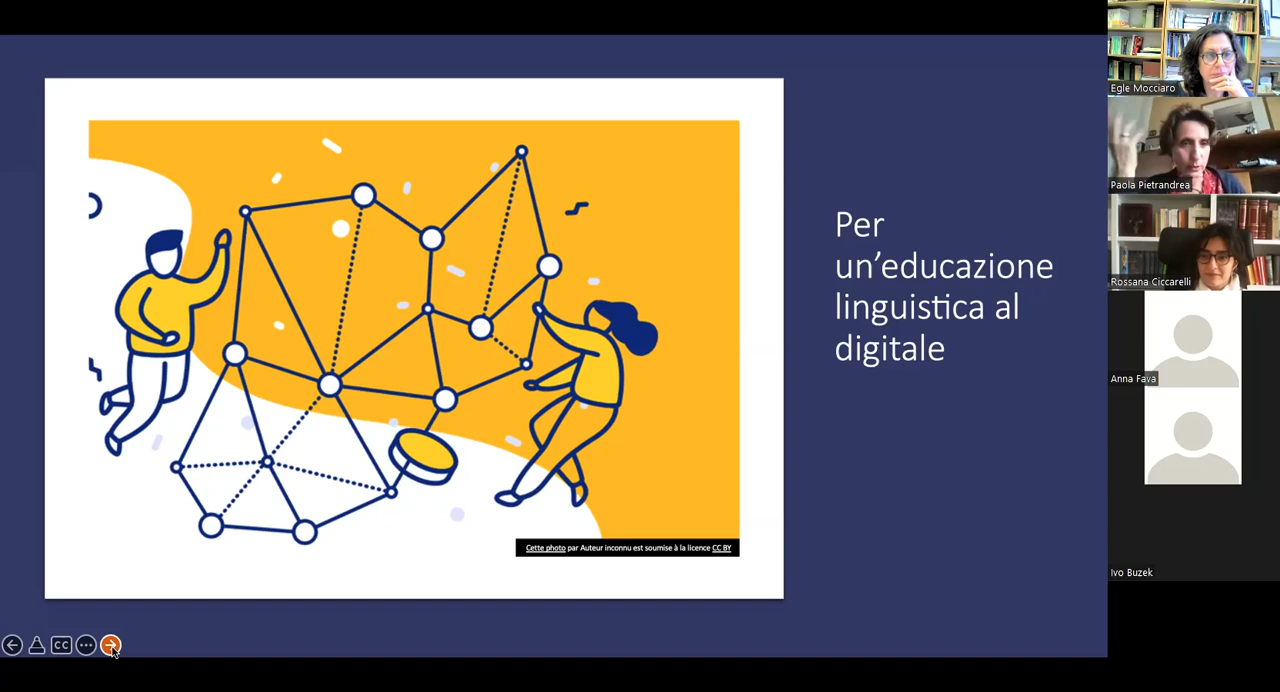 Per
un’educazione
linguistica al
digitale
Cette photo par Auteur inconnu est soumise à la licence CC BY
CC
Egle Mocciaro
Paola Pietrandrea
Rossana Ciccarelli
Anna Fava
Ivo Buzek